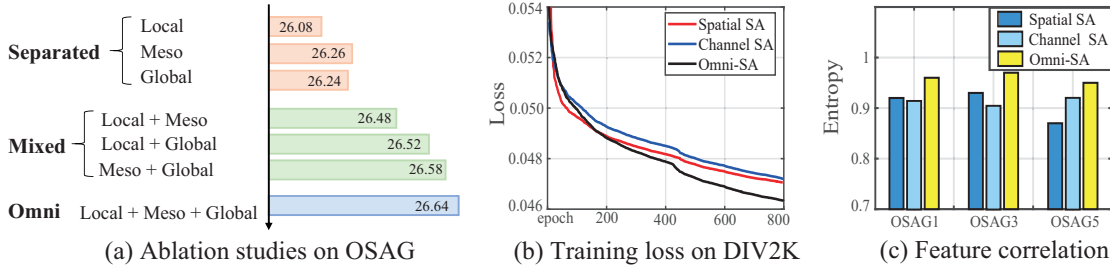 Separated
Local
26.08
Meso
26.26
Global
26.24
Mixed
Local + Meso
26.48
Local + Global
26.52
Meso + Global
26.58
Omni
Local + Meso + Global
26.64
(a) Ablation studies on OSAG
Loss
0.054
0.052
0.050
0.048
0.046
epoch 200 400 600 800
Spatial SA
Channel SA
Omni-SA
(b) Training loss on DIV2K
Entropy
1
0.9
0.8
0.7
OSAG1 OSAG3 OSAG5
Spatial SA
Channel SA
Omni-SA
(c) Feature correlation